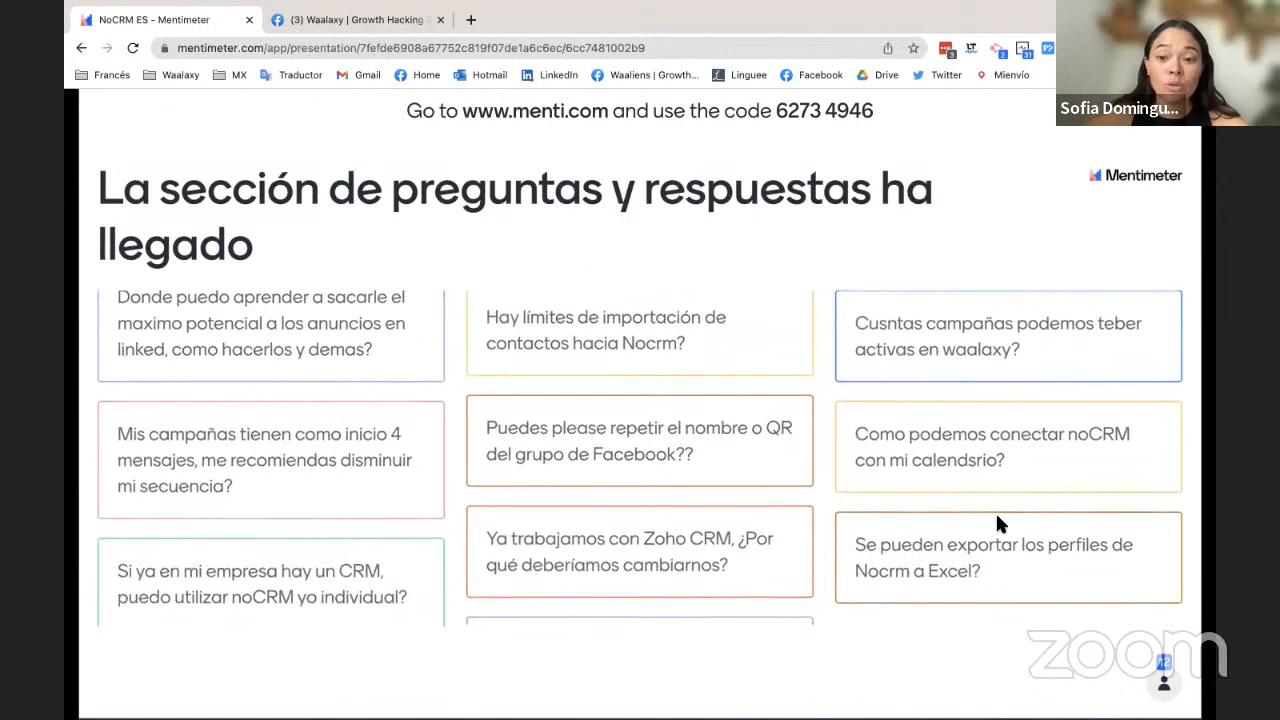 NoCRM ES - Mentimeter
(3) Waalaxy | Growth Hacking
mentimeter.com/app/presentation/7fefde6908a67752c819f07de1a6s6ec/6cc7481002b9
Francés
Waalaxy
MX
Traductor
Gmail
Home
Hotmail
LinkedIn
Waaliens | Growth...
Linguee
Facebook
Drive
Twitter
Mienvío
Sofia Domingu...
Go to www.menti.com and use the code 6273 4946
La sección de preguntas y respuestas ha
llegado
Mentimeter
Donde puedo aprender a sacarle el
maximo potencial a los anuncios en
linked, como hacerlos y demas?
Mis campañas tienen como inicio 4
mensajes, me recomiendas disminuir
mi secuencia?
Si ya en mi empresa hay un CRM,
puedo utilizar noCRM yo individual?
Hay límites de importación de
contactos hacia Nocrm?
Puedes please repetir el nombre o QR
del grupo de Facebook??
Ya trabajamos con Zoho CRM, ¿Por
qué deberíamos cambiarnos?
Cusntas campañas podemos teber
activas en waalaxy?
Como podemos conectar noCRM
con mi calendsrio?
Se pueden exportar los perfiles de
Nocrm a Excel?
zoom
12